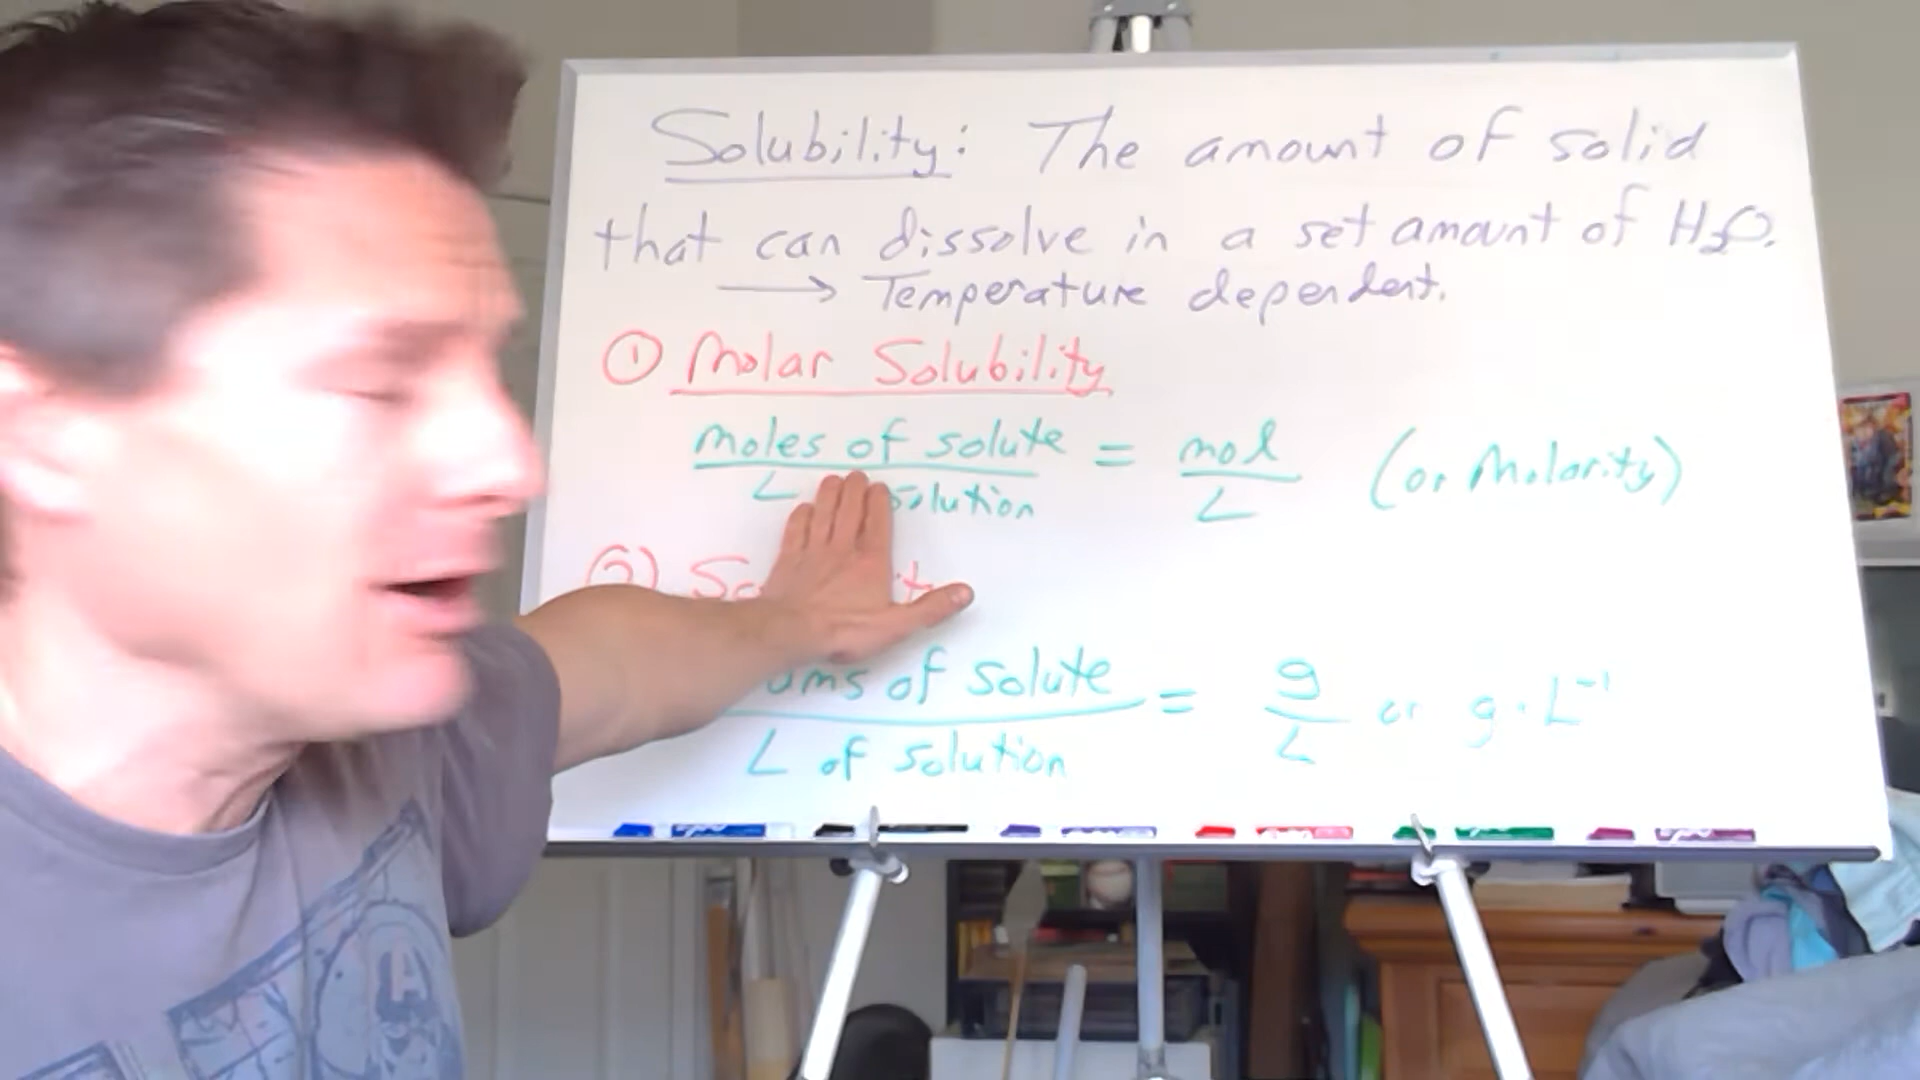 Solubility: The amount of solid
that can dissolve in a set amount of H₂O.
→ Temperature dependent.
① Molar Solubility
moles of solute = mol (or Molarity)
L solution L
②
of solute = g or g · L⁻¹
L of solution L
A